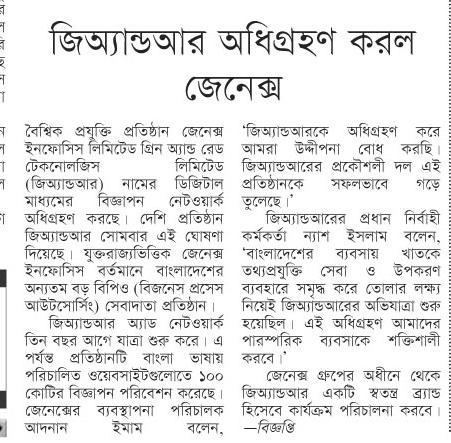 জিঅ্যান্ডআর অধিগ্রহণ করল
জেনেক্স
বৈশ্বিক প্রযুক্তি প্রতিষ্ঠান জেনেক্স
ইনফোসিস লিমিটেড গ্রিন অ্যান্ড রেড
টেকনোলজিস লিমিটেড
(জিঅ্যান্ডআর) নামের ডিজিটাল
মাধ্যমের বিজ্ঞাপন নেটওয়ার্ক
অধিগ্রহণ করছে। দেশি প্রতিষ্ঠান
জিঅ্যান্ডআর সোমবার এই ঘোষণা
দিয়েছে। যুক্তরাজ্যভিত্তিক জেনেক্স
ইনফোসিস বর্তমানে বাংলাদেশের
অন্যতম বড় বিপিও (বিজনেস প্রসেস
আউটসোর্সিং) সেবাদাতা প্রতিষ্ঠান।
জিঅ্যান্ডআর অ্যাড নেটওয়ার্ক
তিন বছর আগে যাত্রা শুরু করে। এ
পর্যন্ত প্রতিষ্ঠানটি বাংলা ভাষায়
পরিচালিত ওয়েবসাইটগুলোতে ১০০
কোটির বিজ্ঞাপন পরিবেশন করেছে।
জেনেক্সের ব্যবস্থাপনা পরিচালক
আদনান ইমাম বলেন,
‘জিঅ্যান্ডআরকে অধিগ্রহণ করে
আমরা উদ্দীপনা বোধ করছি।
জিঅ্যান্ডআরের প্রকৌশলী দল এই
প্রতিষ্ঠানকে সফলভাবে গড়ে
তুলেছে।’
জিঅ্যান্ডআরের প্রধান নির্বাহী
কর্মকর্তা ন্যাশ ইসলাম বলেন,
‘বাংলাদেশের ব্যবসায় খাতকে
তথ্যপ্রযুক্তি সেবা ও উপকরণ
ব্যবহারে সমৃদ্ধ করে তোলার লক্ষ্য
নিয়েই জিঅ্যান্ডআরের অভিযাত্রা শুরু
হয়েছিল। এই অধিগ্রহণ আমাদের
পারস্পরিক ব্যবসাকে শক্তিশালী
করবে।’
জেনেক্স গ্রুপের অধীনে থেকে
জিঅ্যান্ডআর একটি স্বতন্ত্র ব্র্যান্ড
হিসেবে কার্যক্রম পরিচালনা করবে।
—বিজ্ঞপ্তি